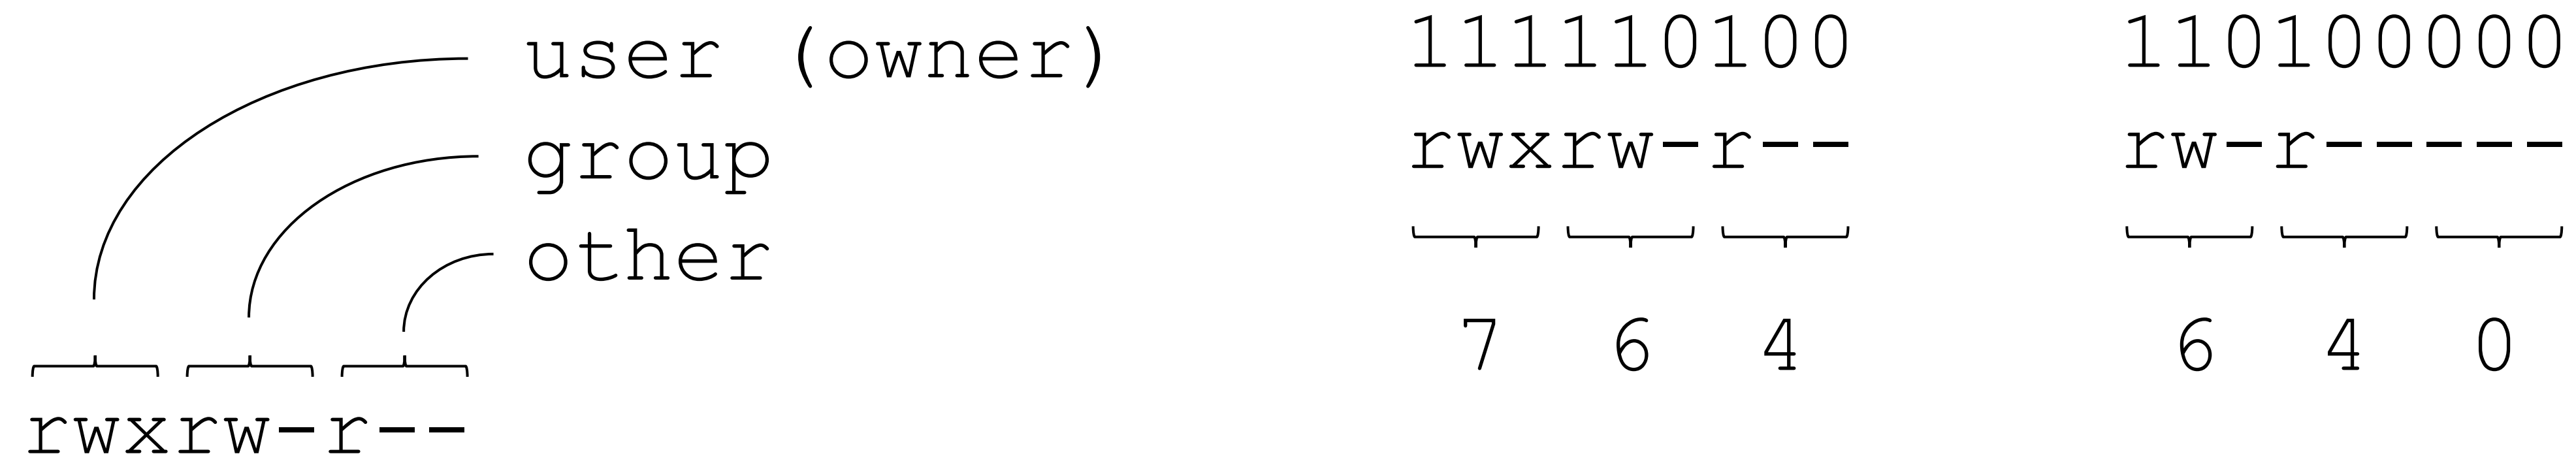 user (owner)
group
other
rwxrw-r--
111110100
rwxrw-r--
7 6 4
110100000
rw-r-----
6 4 0